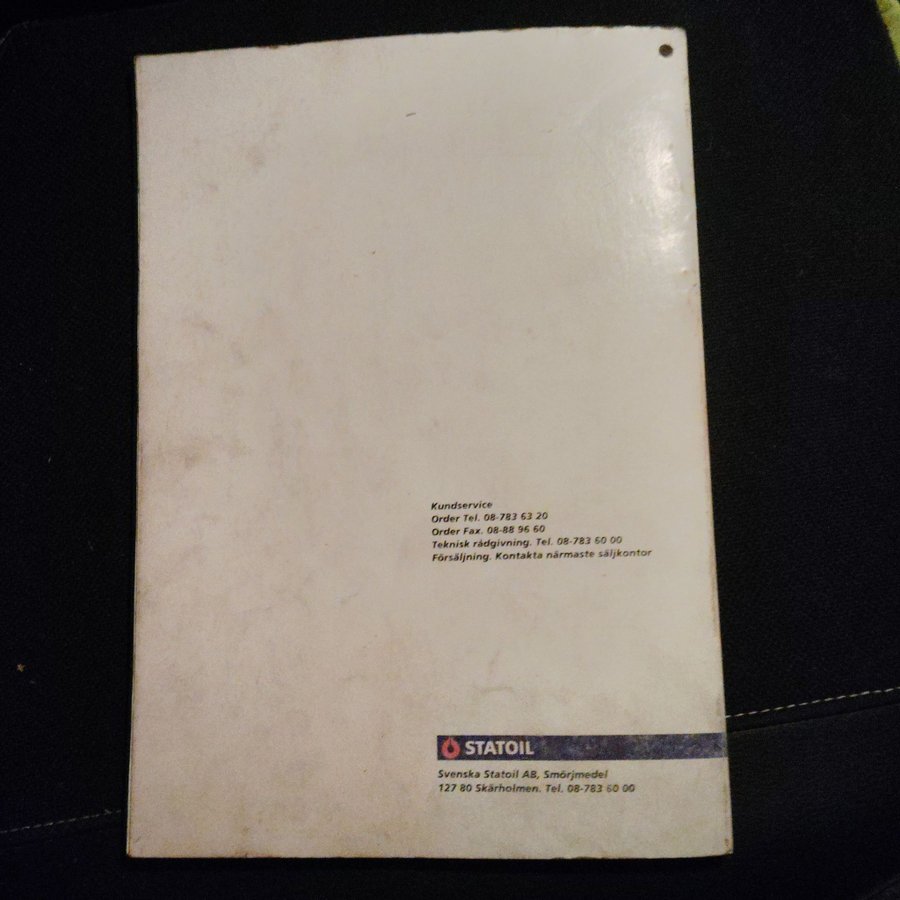 Kundservice
Order Tel. 08-783 63 20
Order Fax. 08-88 96 60
Teknisk rådgivning. Tel. 08-783 60 00
Försäljning. Kontakta närmaste säljkontor
STATOIL
Svenska Statoil AB, Smörjmedel
127 80 Skärholmen. Tel. 08-783 60 00